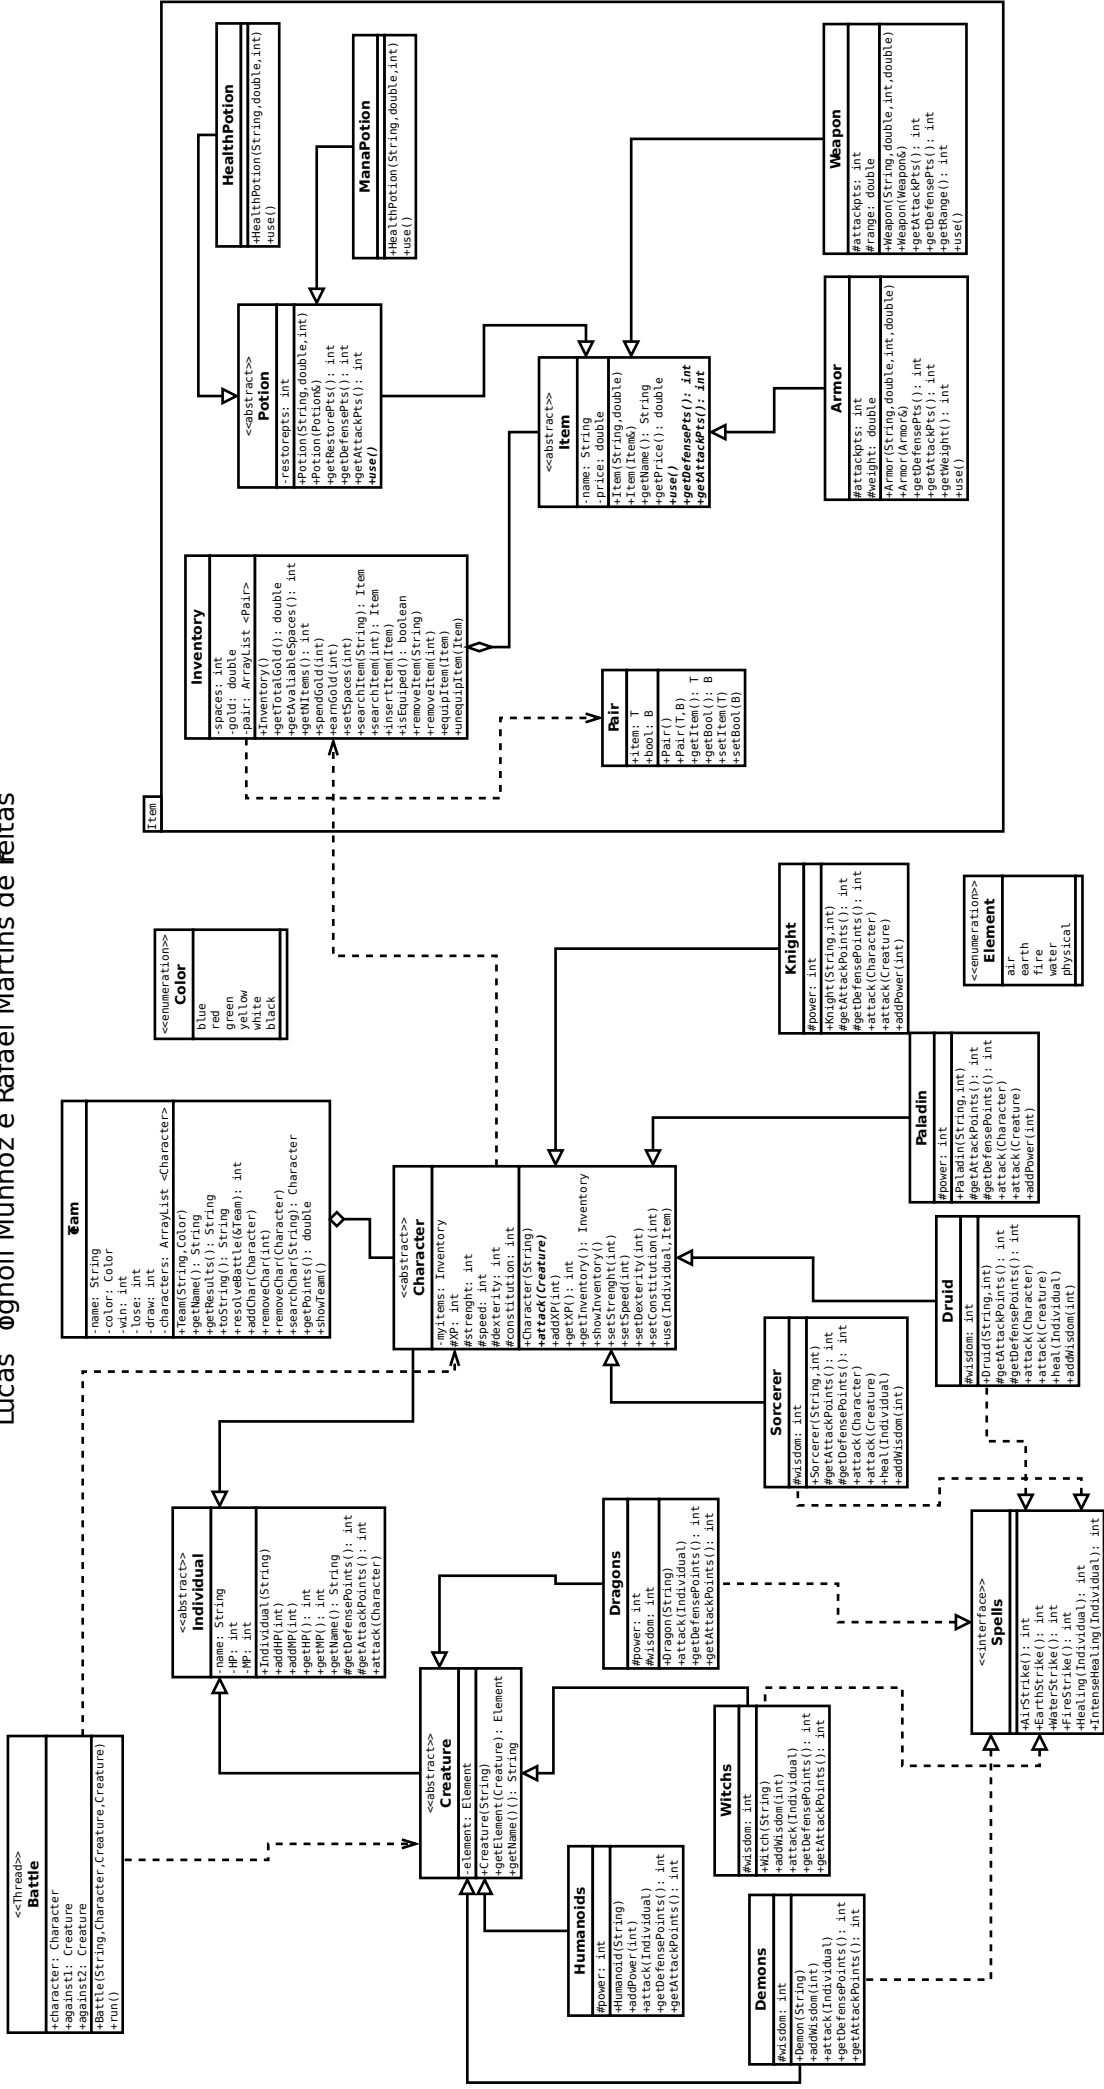 Lucas Tognoli Munhoz e Rafael Martins de Freitas
<<Thread>>
Battle
+character: Character
+against1: Creature
+against2: Creature
+Battle(String,Character,Creature,Creature)
+run()
Team
-name: String
-color: Color
-win: int
-lose: int
-draw: int
-characters: ArrayList <Character>
+Team(String,Color)
+getName(): String
+getResults(): String
+toString(): String
+resolveBattle(&Team): int
+addChar(Character)
+removeChar(int)
+removeChar(Character)
+searchChar(String): Character
+getPoints(): double
+showTeam()
<<enumeration>>
Color
blue
red
green
yellow
white
black
Item
<<abstract>>
Individual
-name: String
-HP: int
-MP: int
+Individual(String)
+addHP(int)
+addMP(int)
+getHP(): int
+getMP(): int
+getName(): String
#getDefensePoints(): int
#getAttackPoints(): int
+attack(Character)
Inventory
-spaces: int
-gold: double
-pair: ArrayList <Pair>
+Inventory()
+getTotalGold(): double
+getAvaliableSpaces(): int
+getNItems(): int
+spendGold(int)
+earnGold(int)
+setSpaces(int)
+searchItem(String): Item
+searchItem(int): Item
+insertItem(Item)
+isEquiped(): boolean
+removeItem(String)
+removeItem(int)
+equipItem(Item)
+unequipItem(Item)
<<abstract>>
Potion
-restorepts: int
+Potion(String,double,int)
+Potion(Potion&)
+getRestorePts(): int
+getDefensePts(): int
+getAttackPts(): int
+use()
HealthPotion
+HealthPotion(String,double,int)
+use()
ManaPotion
+HealthPotion(String,double,int)
+use()
<<abstract>>
Creature
-element: Element
+Creature(String)
+getElement(Creature): Element
+getName()(): String
<<abstract>>
Character
-myitems: Inventory
#XP: int
#strenght: int
#speed: int
#dexterity: int
#constitution: int
+Character(String)
+attack(Creature)
+addXP(int)
+getXP(): int
+getInventory(): Inventory
+showInventory()
+setStrenght(int)
+setSpeed(int)
+setDexterity(int)
+setConstitution(int)
+use(Individual,Item)
<<abstract>>
Item
-name: String
-price: double
+Item(String,double)
+Item(Item&)
+getName(): String
+getPrice(): double
+use()
+getDefensePts(): int
+getAttackPts(): int
Pair
+item: T
+bool: B
+Pair()
+Pair(T,B)
+getItem(): T
+getBool(): B
+setItem(T)
+setBool(B)
Humanoids
#power: int
+Humanoid(String)
+addPower(int)
+attack(Individual)
+getDefensePoints(): int
+getAttackPoints(): int
Dragons
#power: int
#wisdom: int
+Dragon(String)
+attack(Individual)
+getDefensePoints(): int
+getAttackPoints(): int
Witchs
#wisdom: int
+Witch(String)
+addWisdom(int)
+attack(Individual)
+getDefensePoints(): int
+getAttackPoints(): int
Demons
#wisdom: int
+Demon(String)
+addWisdom(int)
+attack(Individual)
+getDefensePoints(): int
+getAttackPoints(): int
Sorcerer
#wisdom: int
+Sorcerer(String,int)
#getAttackPoints(): int
#getDefensePoints(): int
+attack(Character)
+attack(Creature)
+heal(Individual)
+addWisdom(int)
Knight
#power: int
+Knight(String,int)
#getAttackPoints(): int
#getDefensePoints(): int
+attack(Character)
+attack(Creature)
+addPower(int)
Armor
#attackpts: int
#weight: double
+Armor(String,double,int,double)
+Armor(Armor&)
+getDefensePts(): int
+getAttackPts(): int
+getWeight(): int
+use()
Weapon
#attackpts: int
#range: double
+Weapon(String,double,int,double)
+Weapon(Weapon&)
+getAttackPts(): int
+getDefensePts(): int
+getRange(): int
+use()
Paladin
#power: int
+Paladin(String,int)
#getAttackPoints(): int
#getDefensePoints(): int
+attack(Character)
+attack(Creature)
+addPower(int)
Druid
#wisdom: int
+Druid(String,int)
#getAttackPoints(): int
#getDefensePoints(): int
+attack(Character)
+attack(Creature)
+heal(Individual)
+addWisdom(int)
<<enumeration>>
Element
air
earth
fire
water
physical
<<interface>>
Spells
+AirStrike(): int
+EarthStrike(): int
+WaterStrike(): int
+FireStrike(): int
+Healing(Individual): int
+IntenseHealing(Individual): int